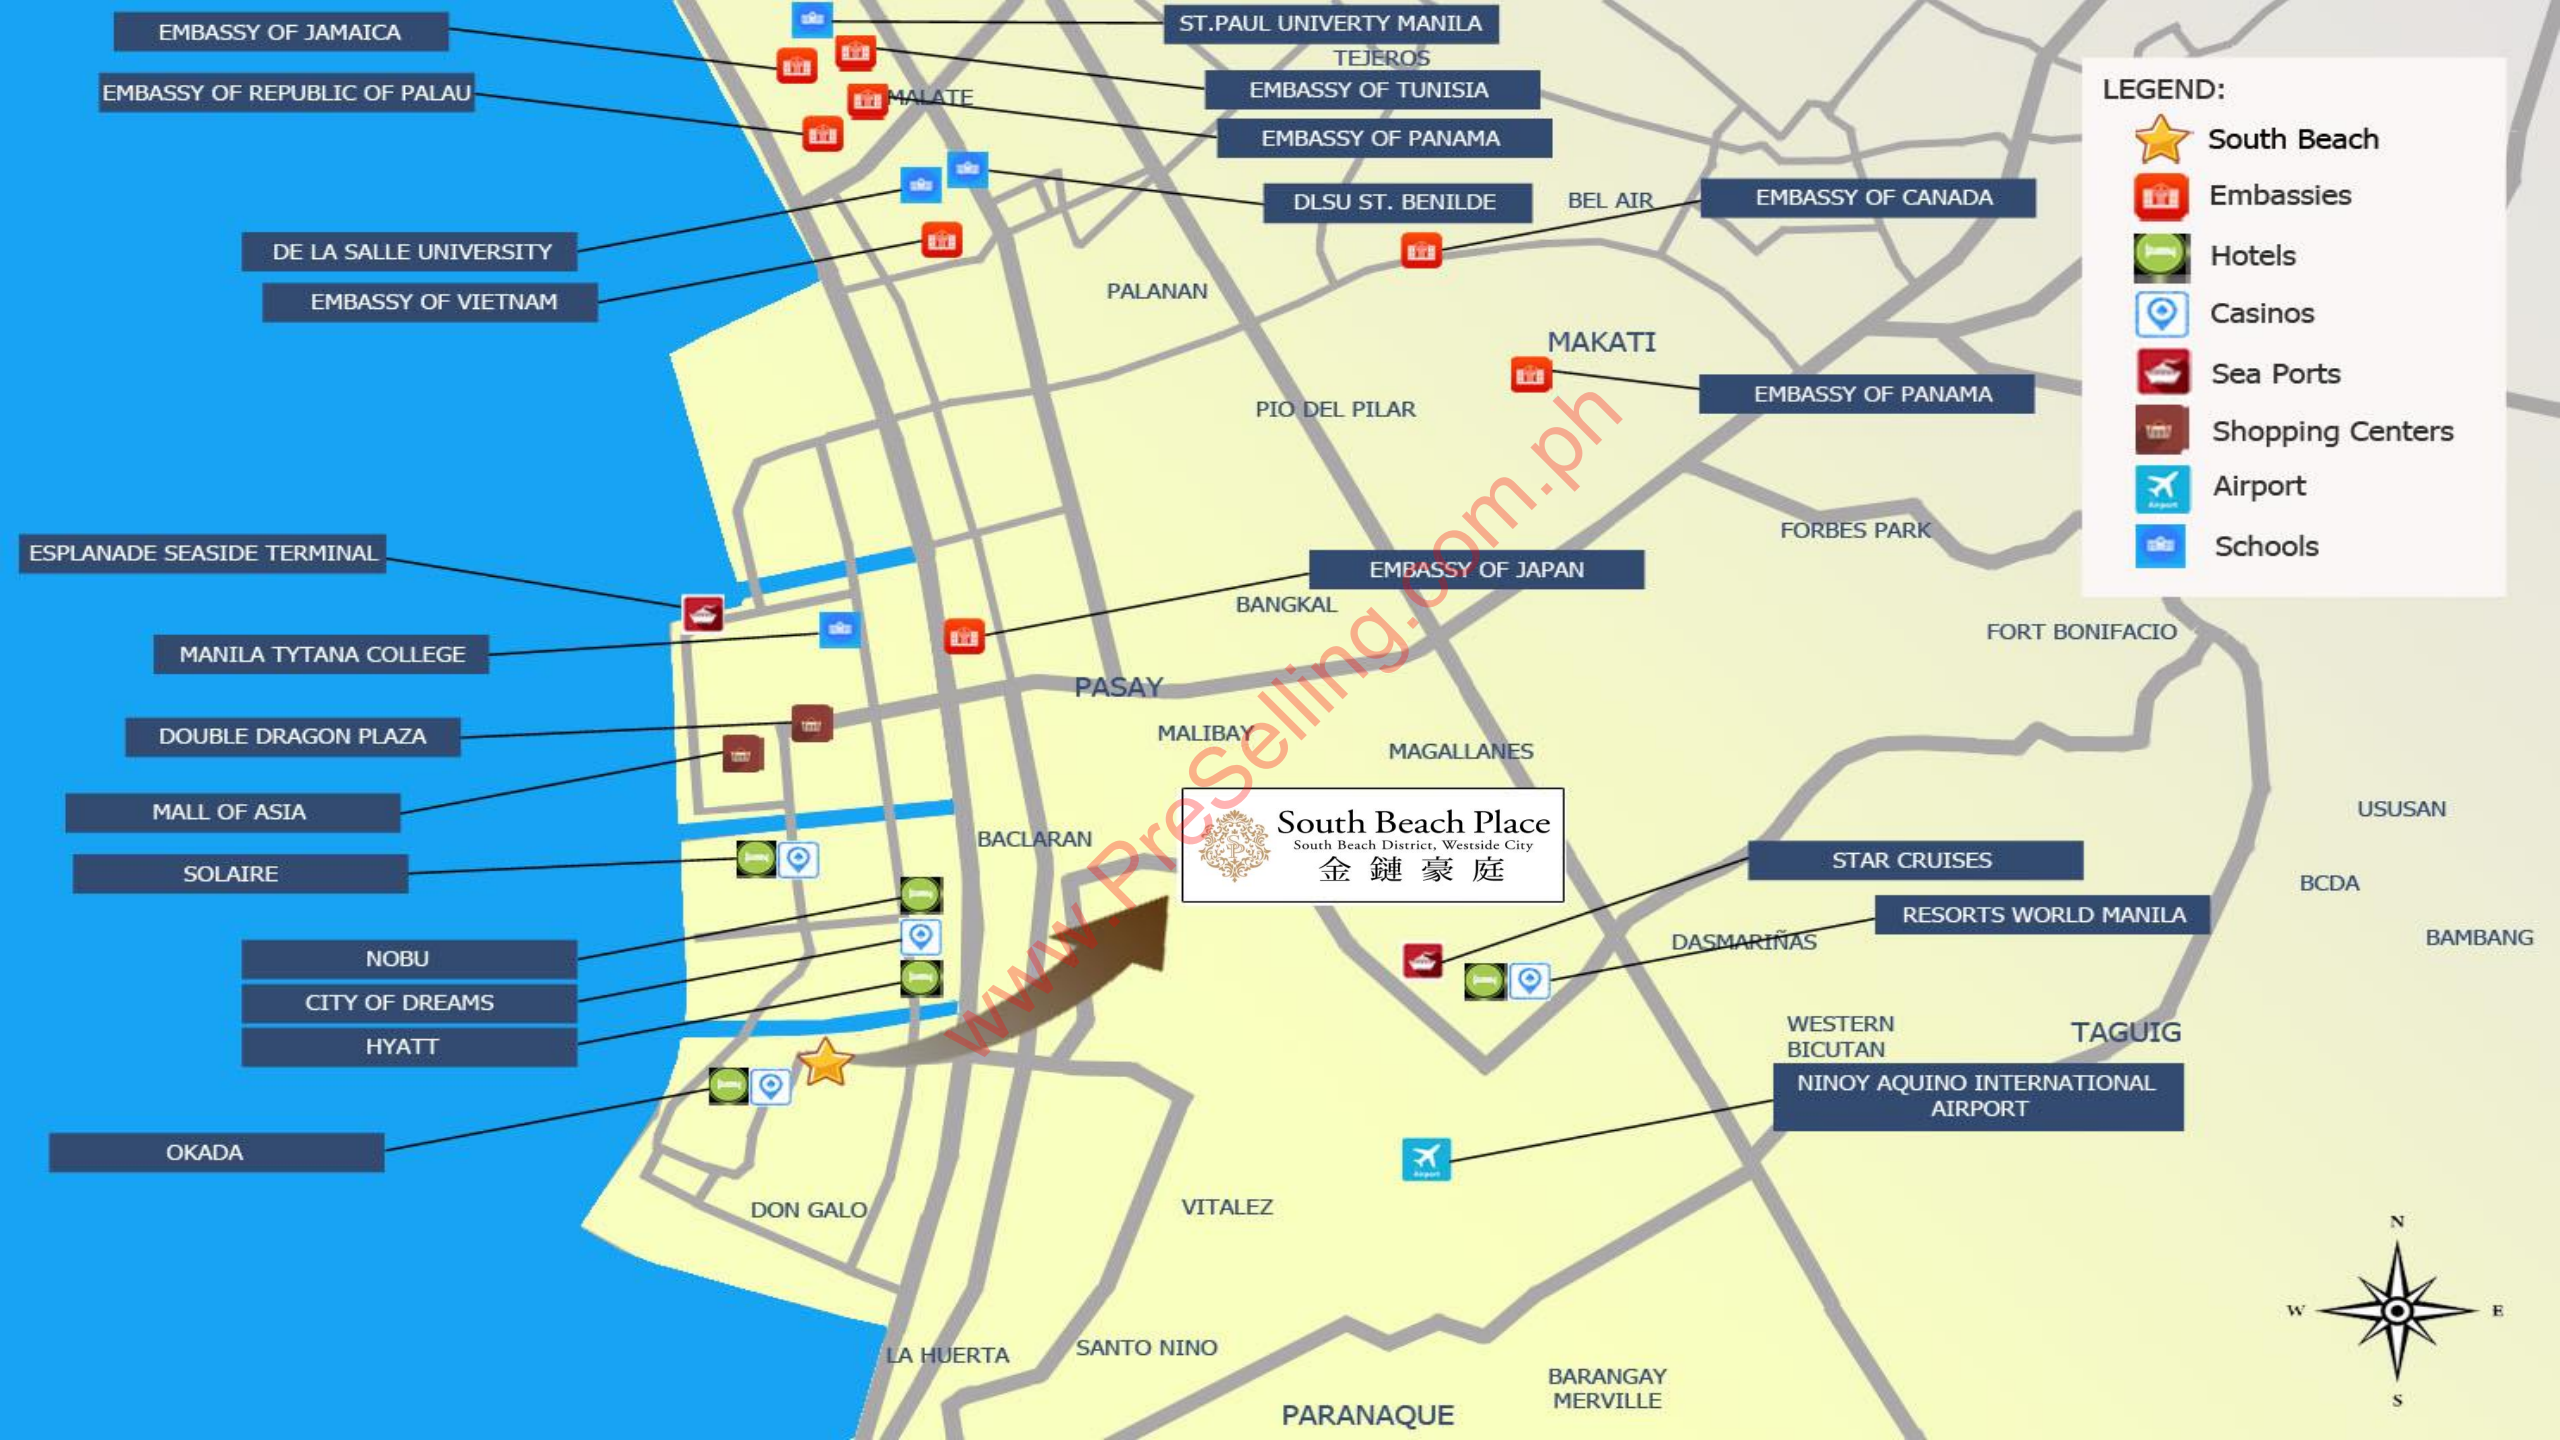 EMBASSY OF JAMAICA
ST.PAUL UNIVERTY MANILA
TEJEROS
EMBASSY OF REPUBLIC OF PALAU
MALATE
EMBASSY OF TUNISIA
EMBASSY OF PANAMA
DLSU ST. BENILDE
BEL AIR
EMBASSY OF CANADA
DE LA SALLE UNIVERSITY
EMBASSY OF VIETNAM
PALANAN
MAKATI
EMBASSY OF PANAMA
PIO DEL PILAR
FORBES PARK
LEGEND:
South Beach
Embassies
Hotels
Casinos
Sea Ports
Shopping Centers
Airport
Schools
ESPLANADE SEASIDE TERMINAL
EMBASSY OF JAPAN
BANGKAL
FORT BONIFACIO
MANILA TYTANA COLLEGE
PASAY
DOUBLE DRAGON PLAZA
MALIBAY
MAGALLANES
MALL OF ASIA
USUSAN
BACLARAN
South Beach Place
South Beach District, Westside City
金鏈豪庭
STAR CRUISES
SOLAIRE
BCDA
RESORTS WORLD MANILA
DASMARIÑAS
BAMBANG
NOBU
CITY OF DREAMS
HYATT
WESTERN
BICUTAN
TAGUIG
NINOY AQUINO INTERNATIONAL
AIRPORT
Airport
OKADA
DON GALO
VITALEZ
LA HUERTA
SANTO NINO
BARANGAY
MERVILLE
PARANAQUE
N
W
E
S
www.PreSelling.com.ph